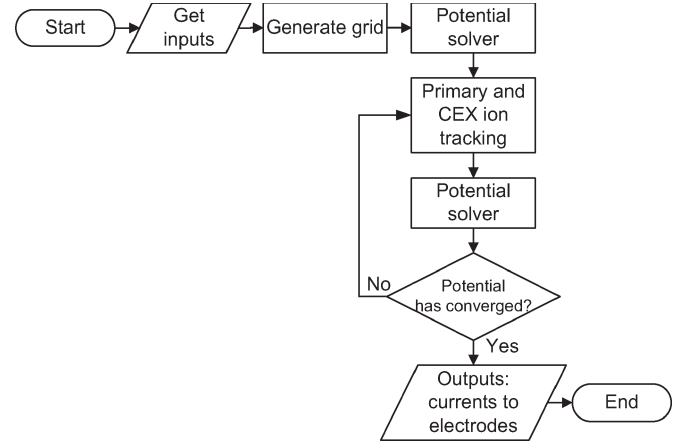 Start
Get
inputs
Generate grid
Potential
solver
Primary and
CEX ion
tracking
Potential
solver
No
Potential
has converged?
Yes
Outputs:
currents to
electrodes
End